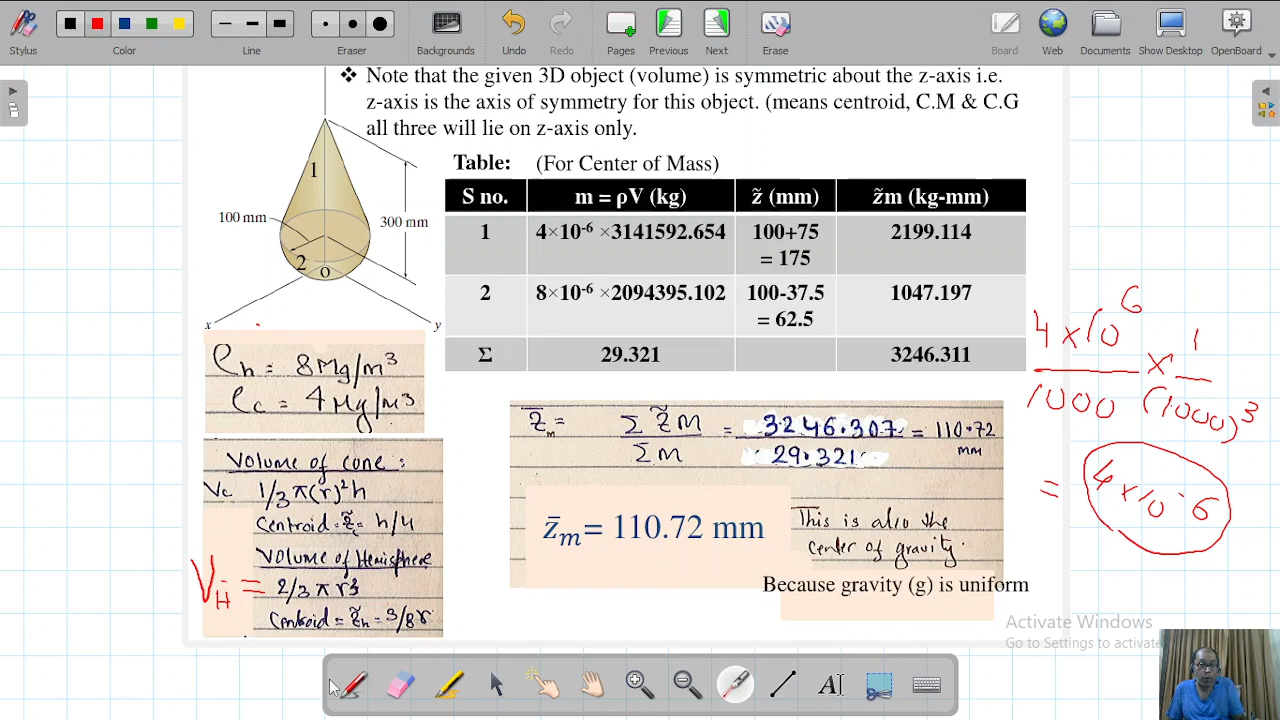 Stylus
Color
Line
Eraser
Backgrounds
Undo
Redo
Pages
Previous
Next
Erase
Board
Web
Documents
Show Desktop
OpenBoard
❖ Note that the given 3D object (volume) is symmetric about the z-axis i.e.
z-axis is the axis of symmetry for this object. (means centroid, C.M & C.G
all three will lie on z-axis only.
1
100 mm
300 mm
2
O
x
y
Table: (For Center of Mass)
S no. m = ρV (kg) z̃ (mm) z̃m (kg-mm)
1 4×10⁻⁶ ×3141592.654 100+75 2199.114
= 175
2 8×10⁻⁶ ×2094395.102 100-37.5 1047.197
= 62.5
Σ 29.321 3246.311
4 × 10⁶ × 1
1000 (1000)³
= 4×10⁻⁶
ρh = 8Mg/m³
ρc = 4Mg/m³
Volume of cone:
Vc 1/3 π(r)² h
Centroid = z̃c = h/4
Volume of Hemisphere
VH = 2/3 π r³
Centroid = z̃h = 3/8r
z̄m = Σ z̃ m = 3246.307 = 110.72
Σ m 29.321 mm
z̄m = 110.72 mm
This is also the
center of gravity.
Because gravity (g) is uniform
Activate Windows
Go to Settings to activate